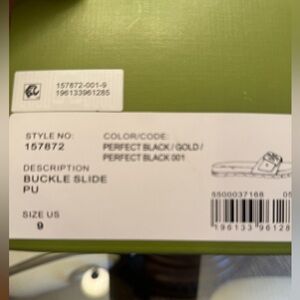 157872-001-9
196133961285
STYLE NO:
157872
COLOR/CODE:
PERFECT BLACK / GOLD /
PERFECT BLACK 001
DESCRIPTION
BUCKLE SLIDE
PU
SIZE US
9
5500037168
196133 96128